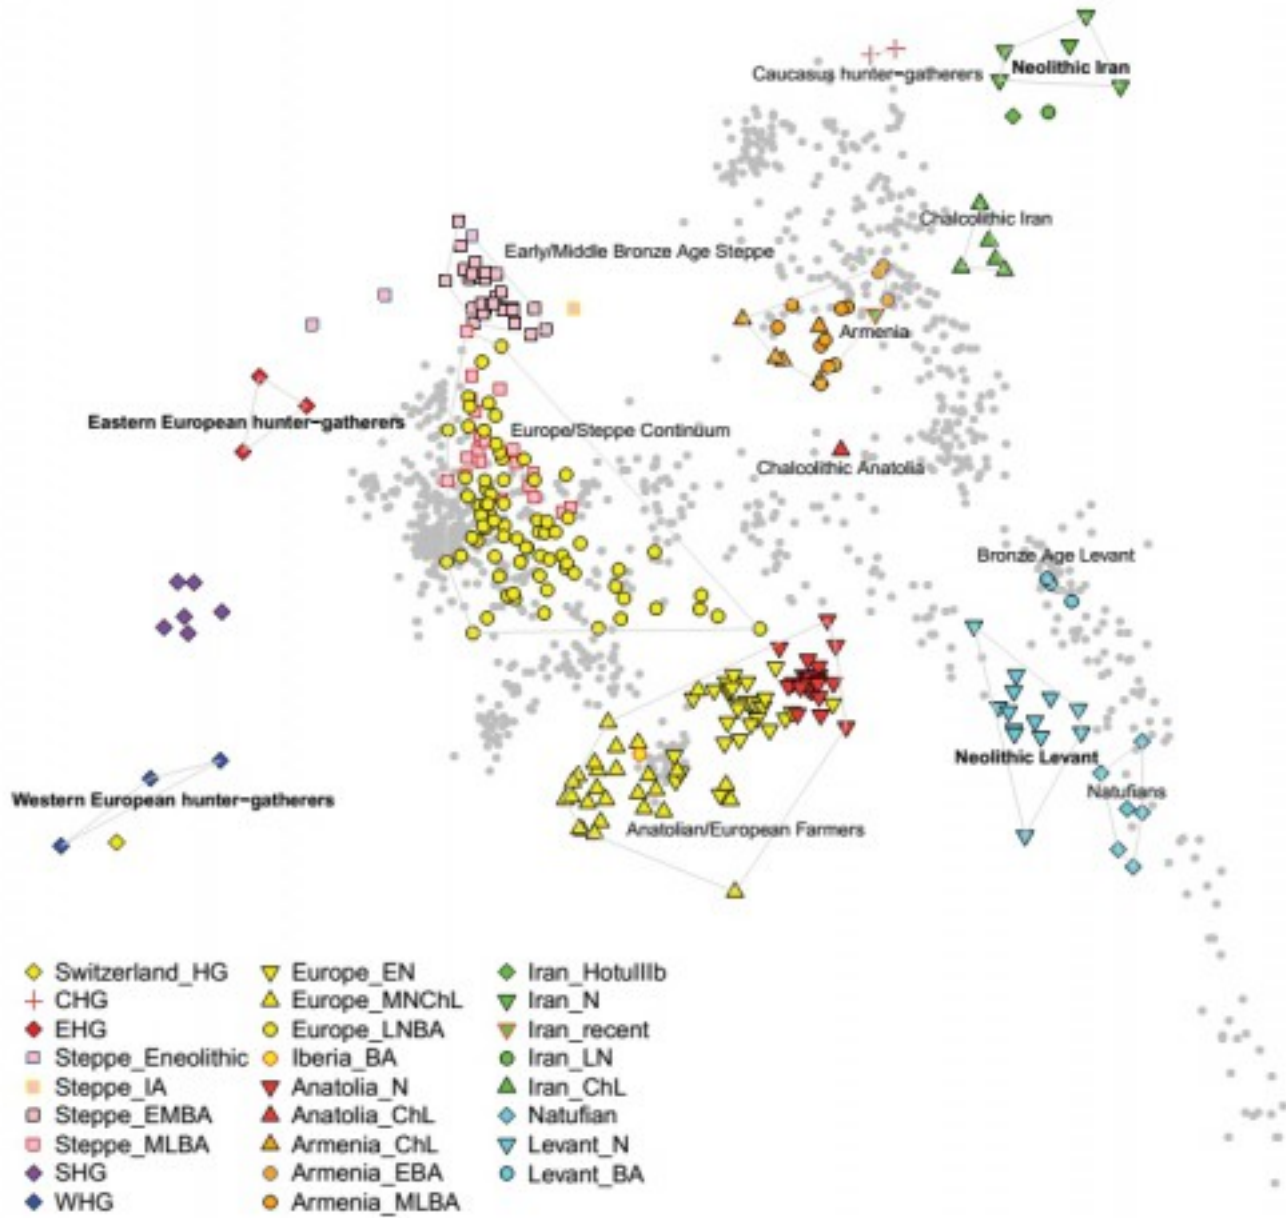 Caucasus hunter-gatherers
Neolithic Iran
Chalcolithic Iran
Early/Middle Bronze Age Steppe
Armenia
Eastern European hunter-gatherers
Europe/Steppe Continüum
Chalcolithic Anatolia
Bronze Age Levant
Neolithic Levant
Natufians
Western European hunter-gatherers
Anatolian/European Farmers
Switzerland_HG
CHG
EHG
Steppe_Eneolithic
Steppe_IA
Steppe_EMBA
Steppe_MLBA
SHG
WHG
Europe_EN
Europe_MNChL
Europe_LNBA
Iberia_BA
Anatolia_N
Anatolia_ChL
Armenia_ChL
Armenia_EBA
Armenia_MLBA
Iran_HotuIIIb
Iran_N
Iran_recent
Iran_LN
Iran_ChL
Natufian
Levant_N
Levant_BA